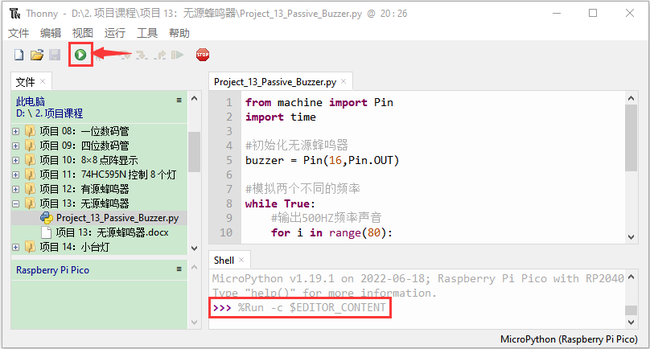 Thonny - D:\2. 项目课程\项目 13：无源蜂鸣器\Project_13_Passive_Buzzer.py @ 20 : 26
文件 编辑 视图 运行 工具 帮助
文件
此电脑
D: \ 2. 项目课程
项目 08：一位数码管
项目 09：四位数码管
项目 10：8×8 点阵显示
项目 11：74HC595N 控制 8 个灯
项目 12：有源蜂鸣器
项目 13：无源蜂鸣器
Project_13_Passive_Buzzer.py
项目 13：无源蜂鸣器.docx
项目 14：小台灯
Raspberry Pi Pico
Project_13_Passive_Buzzer.py
1 from machine import Pin
2 import time
3
4 #初始化无源蜂鸣器
5 buzzer = Pin(16,Pin.OUT)
6
7 #模拟两个不同的频率
8 while True:
9 #输出500HZ频率声音
10 for i in range(80):
Shell
MicroPython v1.19.1 on 2022-06-18; Raspberry Pi Pico with RP2040
Type "help()" for more information.
>>> %Run -c $EDITOR_CONTENT
MicroPython (Raspberry Pi Pico)